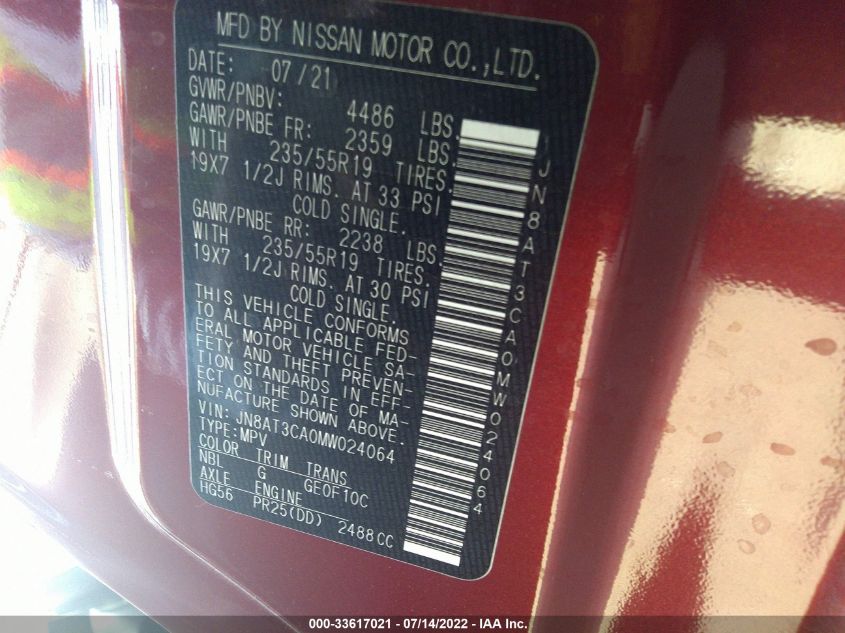 MFD BY NISSAN MOTOR CO.,LTD.
DATE: 07/21
GVWR/PNBV: 4486 LBS.
GAWR/PNBE FR: 2359 LBS.
WITH 235/55R19 TIRES.
19X7 1/2J RIMS. AT 33 PSI
COLD SINGLE.
GAWR/PNBE RR: 2238 LBS.
WITH 235/55R19 TIRES.
19X7 1/2J RIMS. AT 30 PSI
COLD SINGLE.
THIS VEHICLE CONFORMS
TO ALL APPLICABLE FED-
ERAL MOTOR VEHICLE SA-
FETY AND THEFT PREVEN-
TION STANDARDS IN EFF-
ECT ON THE DATE OF MA-
NUFACTURE SHOWN ABOVE.
VIN: JN8AT3CA0MW024064
TYPE:MPV
COLOR TRIM TRANS
NBL G GE0F10C
AXLE ENGINE
HG56 PR25(DD) 2488CC
JN8AT3CA0MW024064
000-33617021 - 07/14/2022 - IAA Inc.